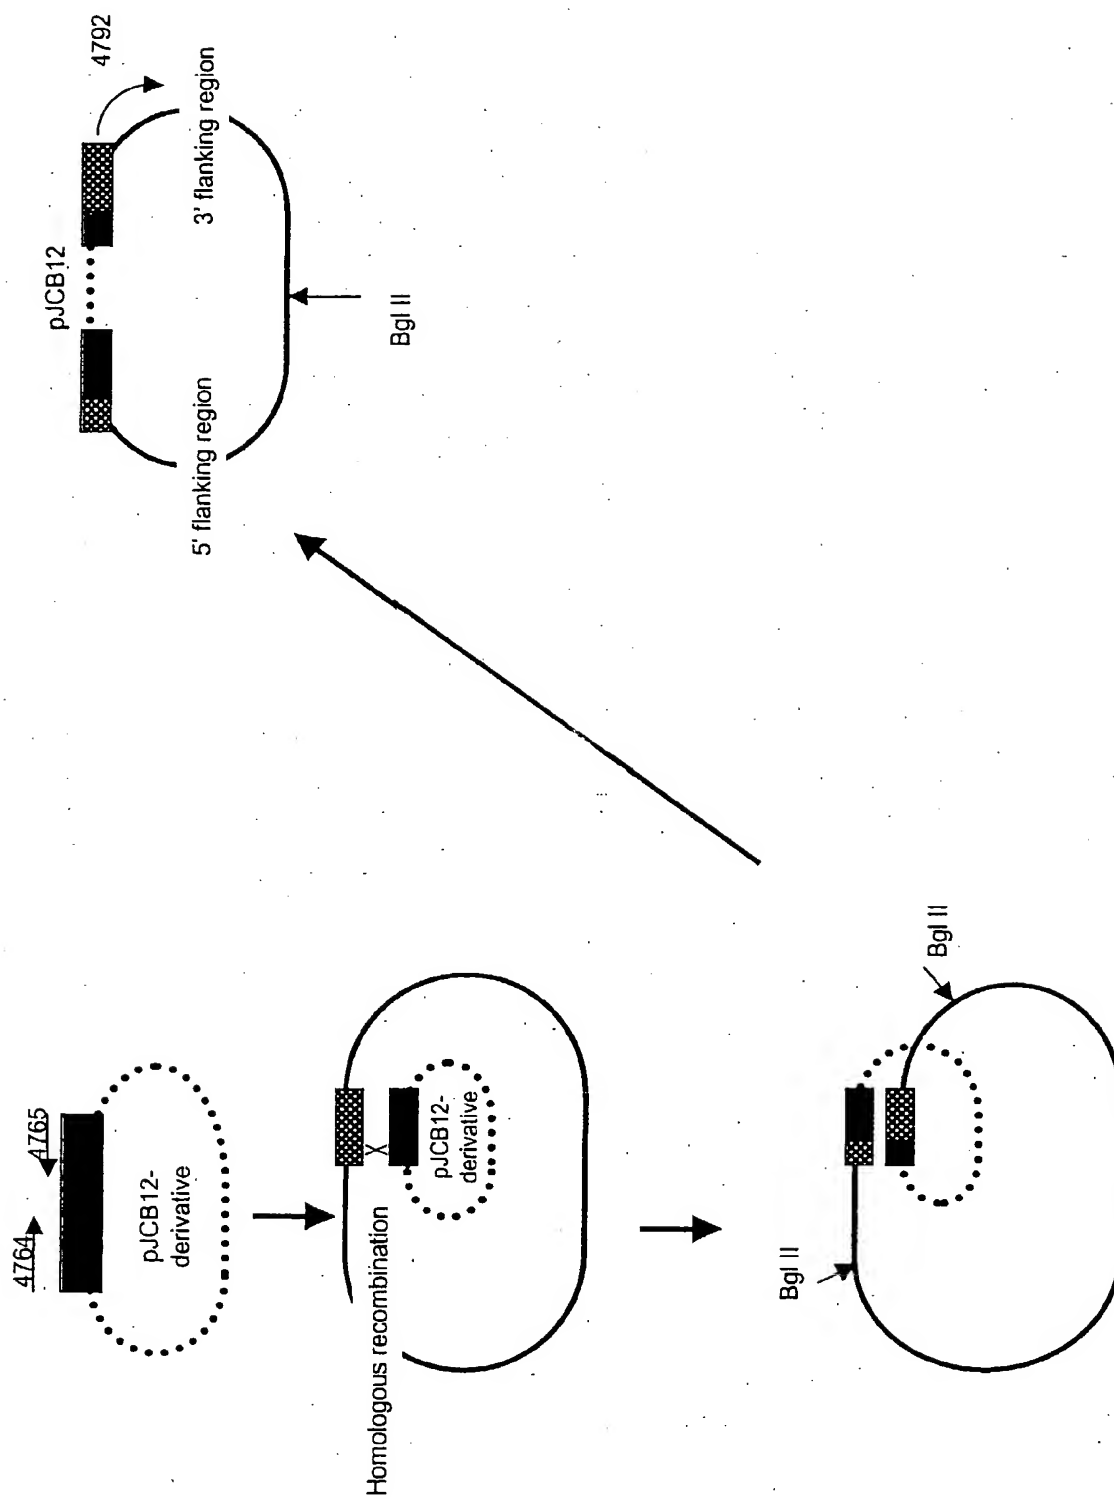 4764
4765
pJCB12-
derivative
Homologous recombination
pJCB12-
derivative
Bgl II
Bgl II
pJCB12
4792
5' flanking region
3' flanking region
Bgl II